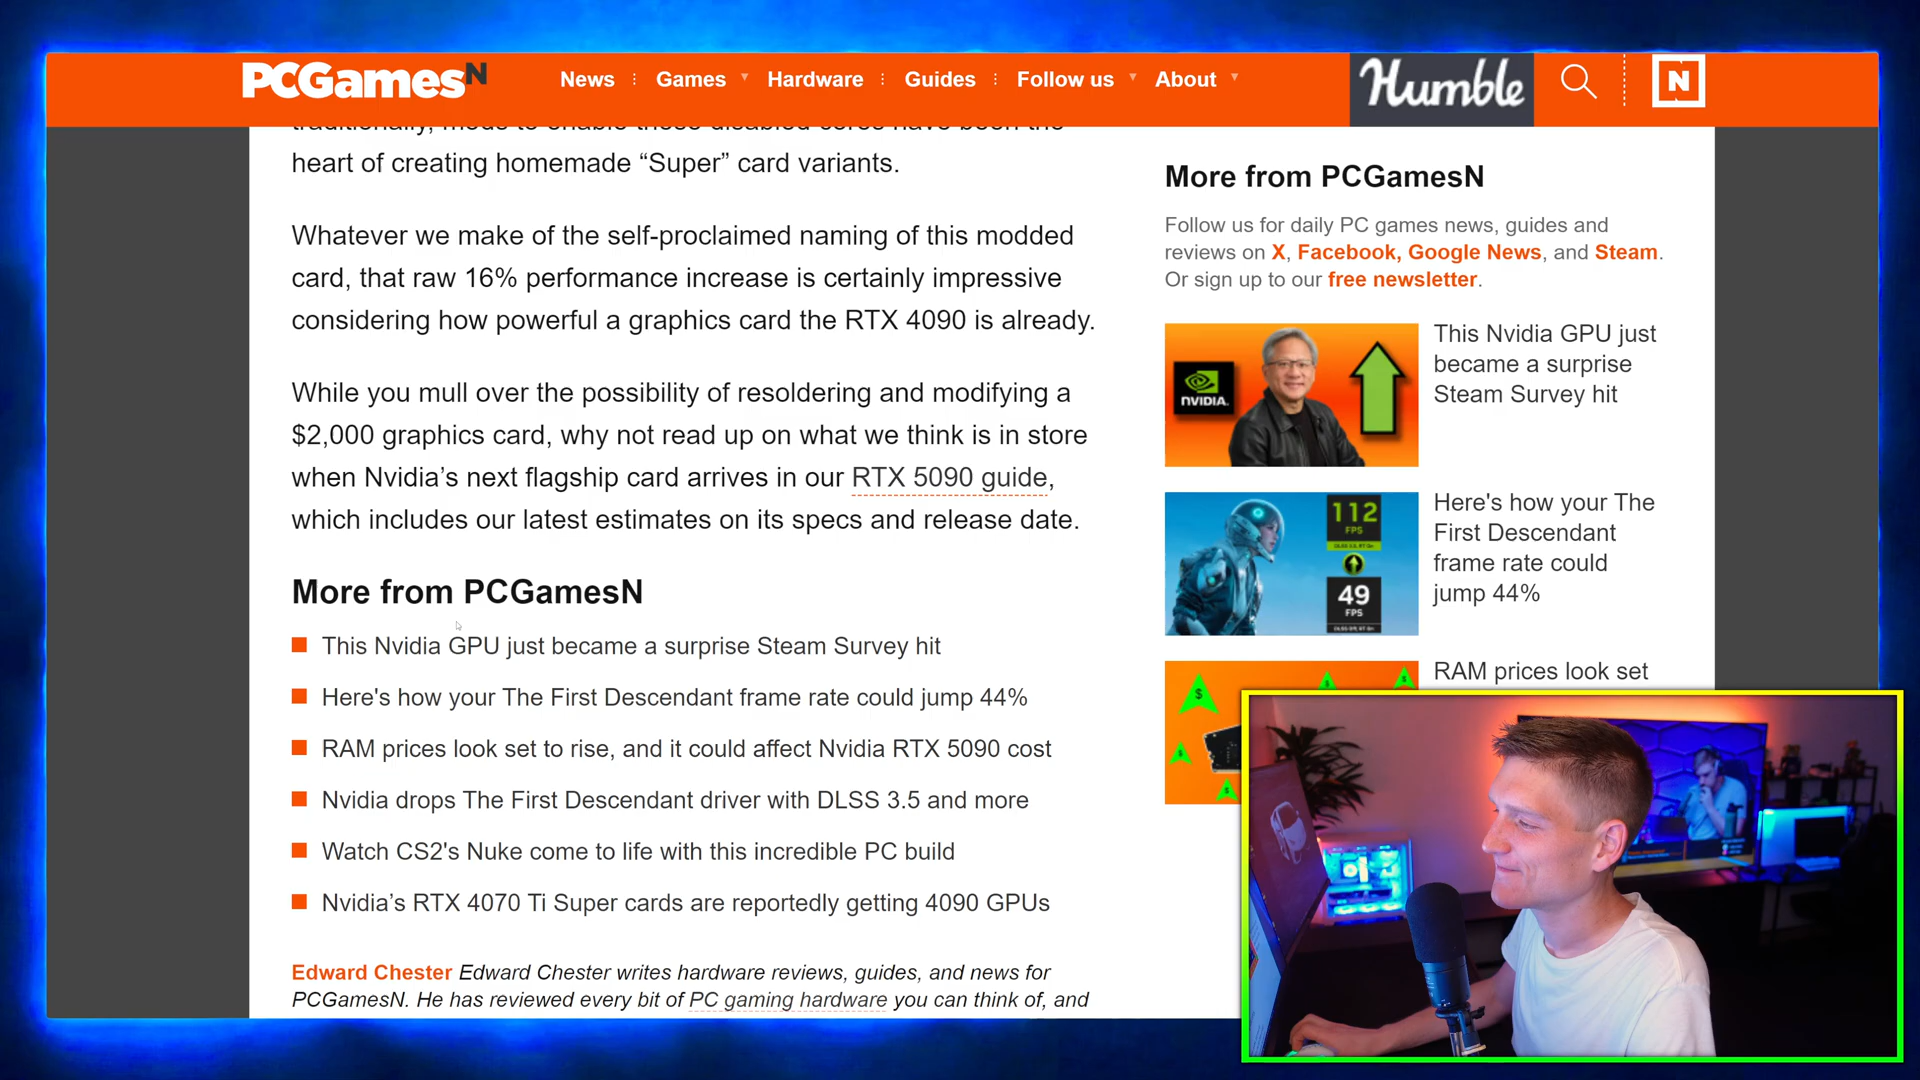 PCGamesN
News
Games
Hardware
Guides
Follow us
About
Humble
N
traditionally, mods to enable those disabled cores have been the
heart of creating homemade “Super” card variants.
Whatever we make of the self-proclaimed naming of this modded
card, that raw 16% performance increase is certainly impressive
considering how powerful a graphics card the RTX 4090 is already.
While you mull over the possibility of resoldering and modifying a
$2,000 graphics card, why not read up on what we think is in store
when Nvidia’s next flagship card arrives in our RTX 5090 guide,
which includes our latest estimates on its specs and release date.
More from PCGamesN
This Nvidia GPU just became a surprise Steam Survey hit
Here's how your The First Descendant frame rate could jump 44%
RAM prices look set to rise, and it could affect Nvidia RTX 5090 cost
Nvidia drops The First Descendant driver with DLSS 3.5 and more
Watch CS2's Nuke come to life with this incredible PC build
Nvidia’s RTX 4070 Ti Super cards are reportedly getting 4090 GPUs
Edward Chester Edward Chester writes hardware reviews, guides, and news for
PCGamesN. He has reviewed every bit of PC gaming hardware you can think of, and
More from PCGamesN
Follow us for daily PC games news, guides and
reviews on X, Facebook, Google News, and Steam.
Or sign up to our free newsletter.
NVIDIA.
This Nvidia GPU just
became a surprise
Steam Survey hit
112
FPS
49
FPS
Here's how your The
First Descendant
frame rate could
jump 44%
$
RAM prices look set